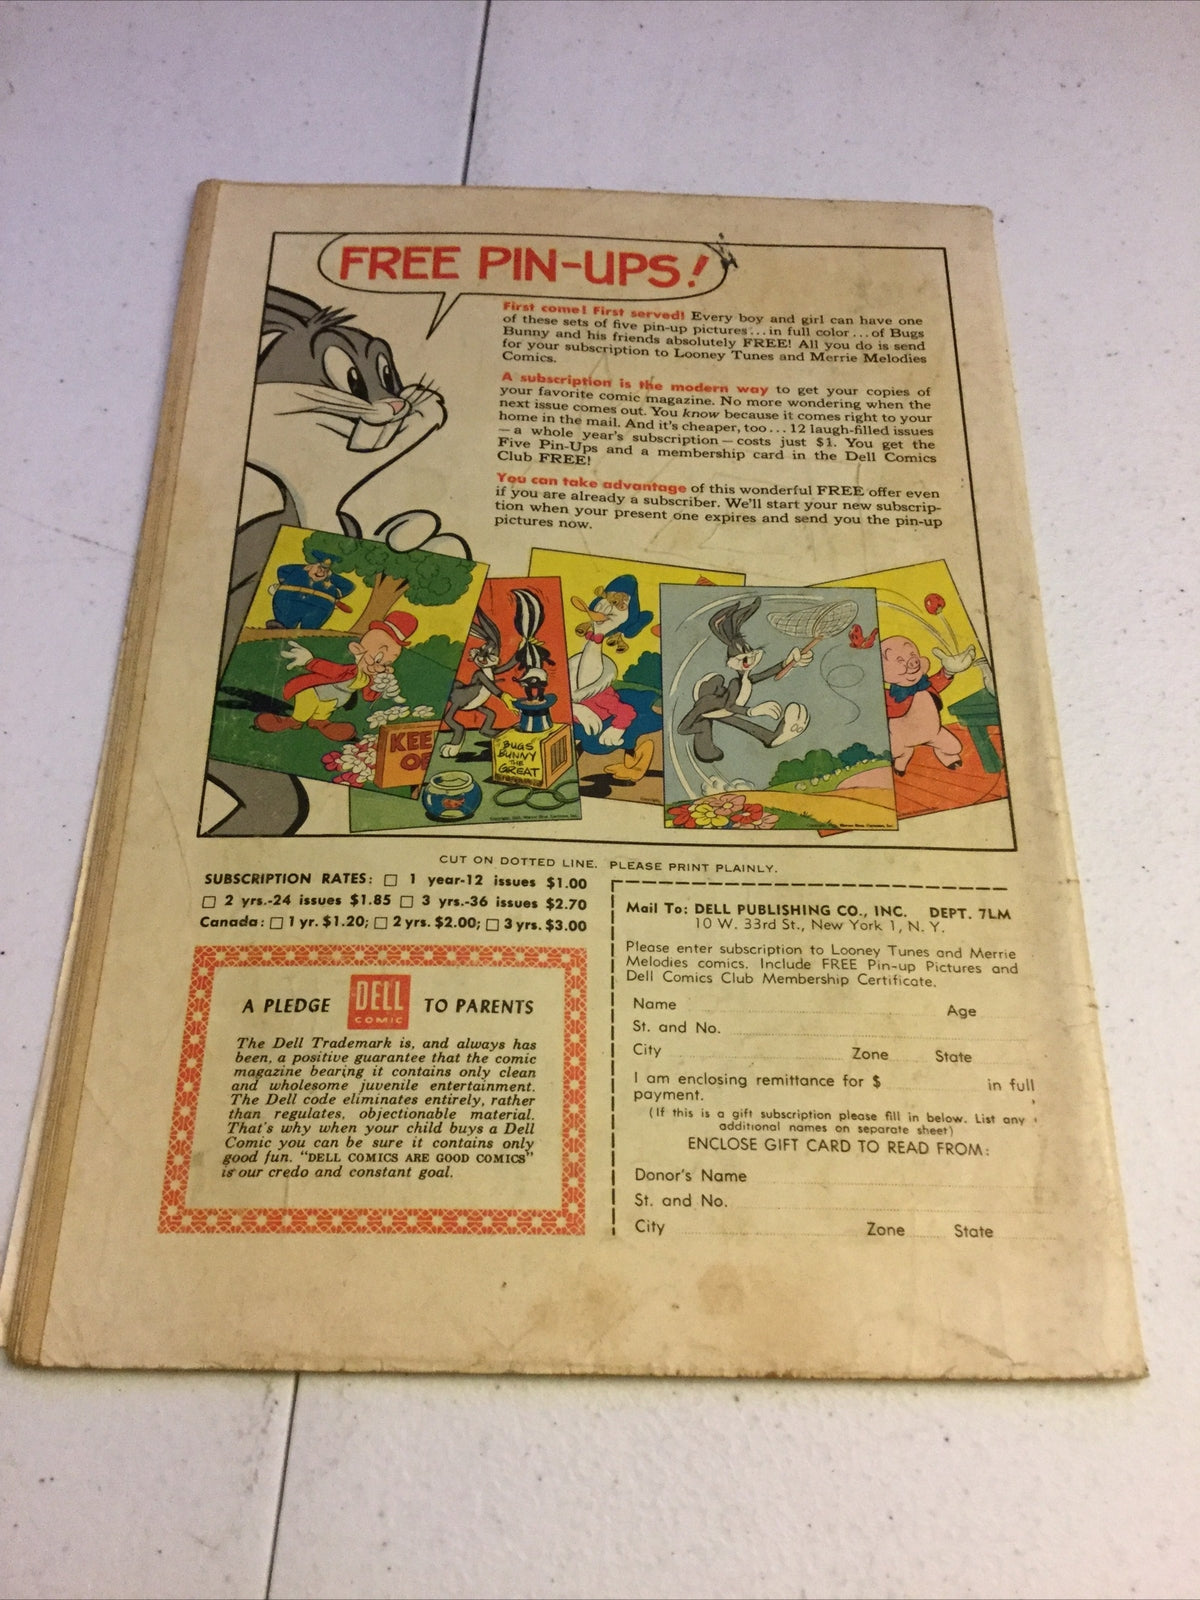 FREE PIN-UPS!
First come! First served! Every boy and girl can have one
of these sets of five pin-up pictures...in full color...of Bugs
Bunny and his friends absolutely FREE! All you do is send
for your subscription to Looney Tunes and Merrie Melodies
Comics.
A subscription is the modern way to get your copies of
your favorite comic magazine. No more wondering when the
next issue comes out. You know because it comes right to your
home in the mail. And it's cheaper, too... 12 laugh-filled issues
—a whole year's subscription—costs just $1. You get the
Five Pin-Ups and a membership card in the Dell Comics
Club FREE!
You can take advantage of this wonderful FREE offer even
if you are already a subscriber. We'll start your new subscrip-
tion when your present one expires and send you the pin-up
pictures now.
KEE
OF
BUGS
BUNNY
THE
GREAT
CUT ON DOTTED LINE. PLEASE PRINT PLAINLY.
SUBSCRIPTION RATES: □ 1 year-12 issues $1.00
□ 2 yrs.-24 issues $1.85 □ 3 yrs.-36 issues $2.70
Canada: □ 1 yr. $1.20; □ 2 yrs. $2.00; □ 3 yrs. $3.00
A PLEDGE DELL TO PARENTS
COMIC
The Dell Trademark is, and always has
been, a positive guarantee that the comic
magazine bearing it contains only clean
and wholesome juvenile entertainment.
The Dell code eliminates entirely, rather
than regulates, objectionable material.
That's why when your child buys a Dell
Comic you can be sure it contains only
good fun. "DELL COMICS ARE GOOD COMICS"
is our credo and constant goal.
Mail To: DELL PUBLISHING CO., INC. DEPT. 7LM
10 W. 33rd St., New York 1, N. Y.
Please enter subscription to Looney Tunes and Merrie
Melodies comics. Include FREE Pin-up Pictures and
Dell Comics Club Membership Certificate.
Name Age
St. and No.
City Zone State
I am enclosing remittance for $ in full
payment.
(If this is a gift subscription please fill in below. List any
additional names on separate sheet)
ENCLOSE GIFT CARD TO READ FROM:
Donor's Name
St. and No.
City Zone State